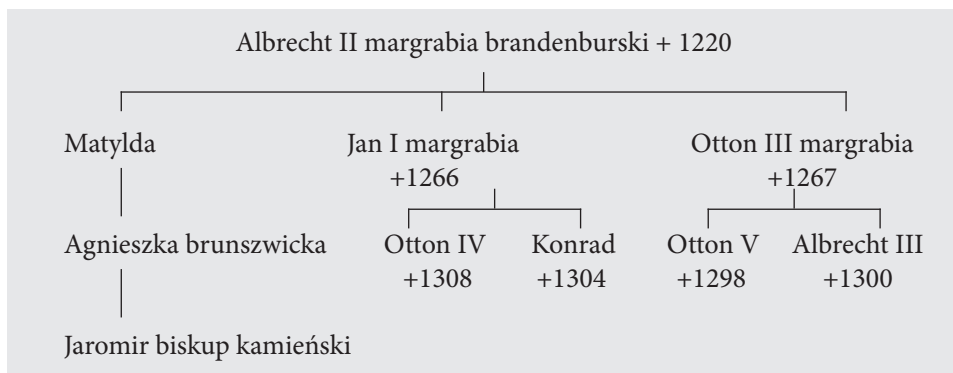 Albrecht II margrabia brandenburski + 1220
Matylda Jan I margrabia Otton III margrabia
+1266 +1267
Agnieszka brunszwicka Otton IV Konrad Otton V Albrecht III
+1308 +1304 +1298 +1300
Jaromir biskup kamieński